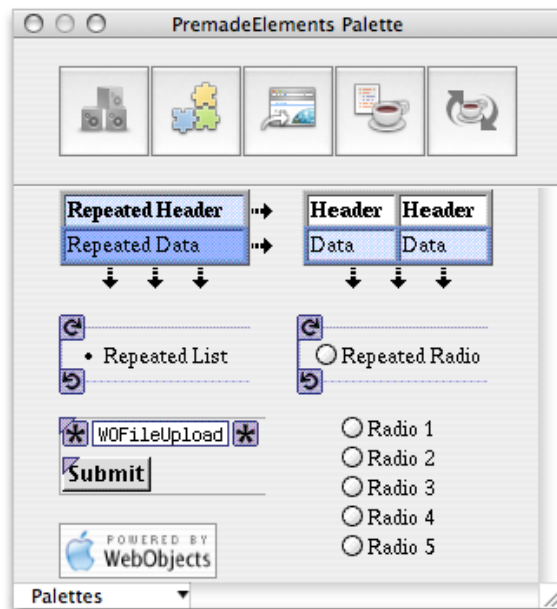 PremadeElements Palette
Repeated Header
Header Header
Repeated Data
Data Data
Repeated List
Repeated Radio
WOFileUpload
Submit
Radio 1
Radio 2
Radio 3
Radio 4
Radio 5
POWERED BY
WebObjects
Palettes